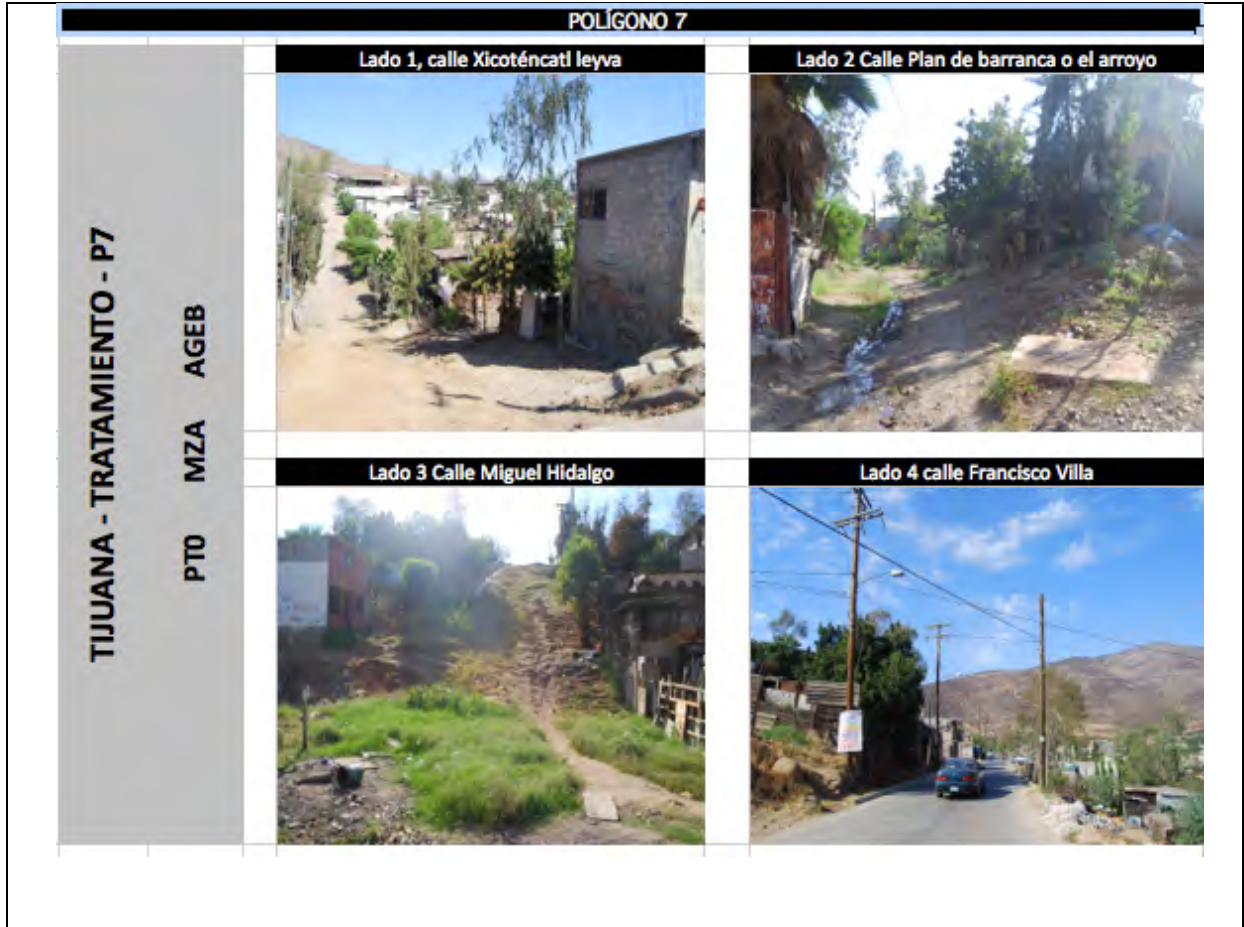 POLÍGONO 7
TIJUANA - TRATAMIENTO - P7
PTO MZA AGEB
Lado 1, calle Xicoténcatl leyva
Lado 2 Calle Plan de barranca o el arroyo
Lado 3 Calle Miguel Hidalgo
Lado 4 calle Francisco Villa